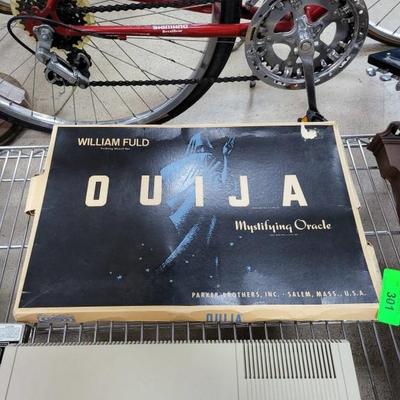 SHIMANO
WILLIAM FULD
OUIJA
Mystifying Oracle
PARKER BROTHERS, INC. · SALEM, MASS., U.S.A.
OUIJA
301